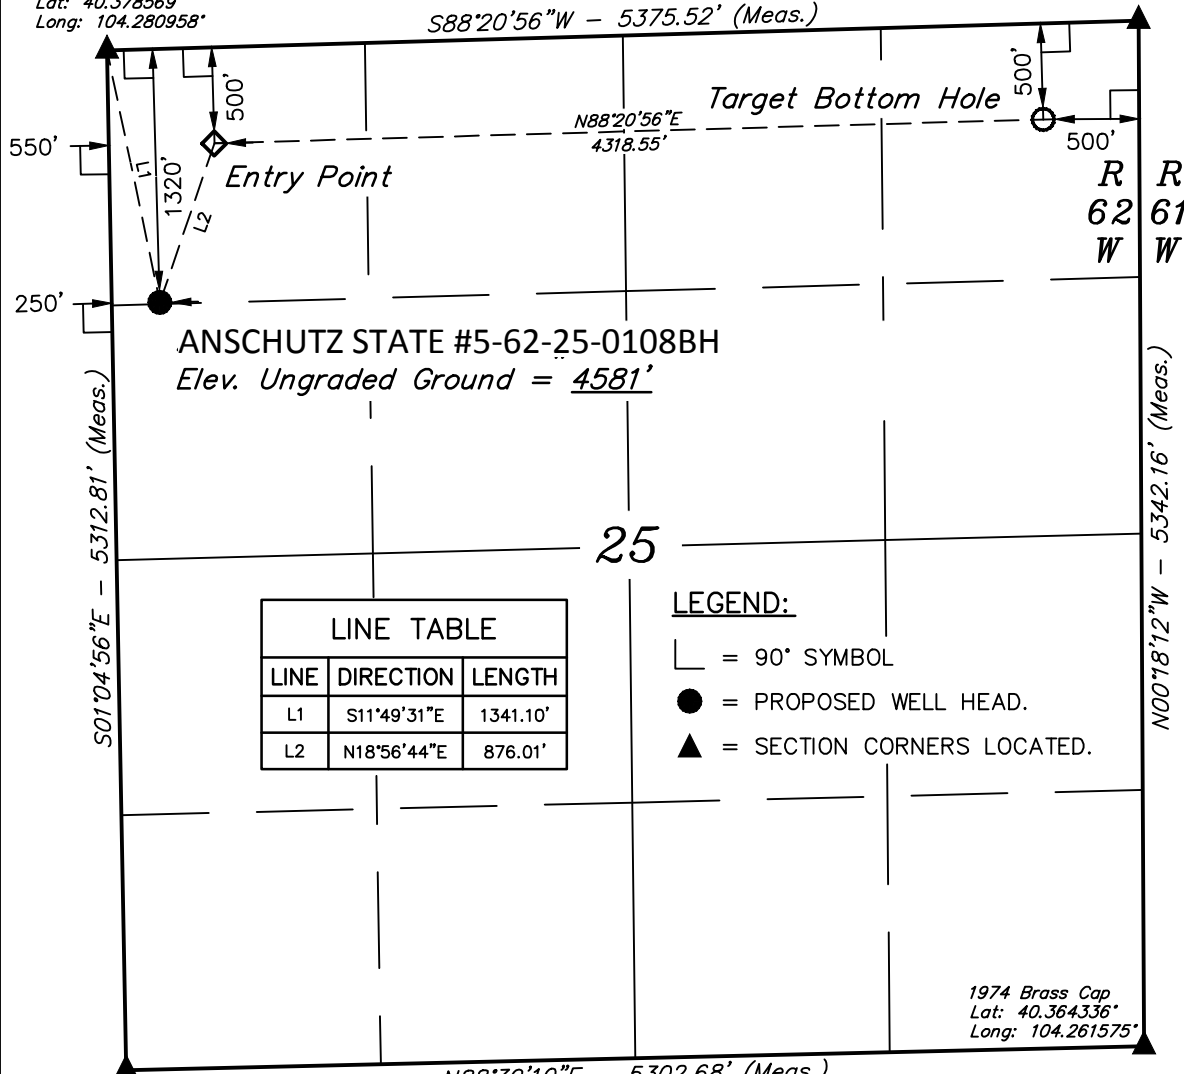 Lat: 40.378569°
Long: 104.280958°
S88°20'56"W - 5375.52' (Meas.)
500'
500'
Target Bottom Hole
N88°20'56"E
4318.55'
550'
500'
L1
1320'
Entry Point
L2
R R
62 61
W W
250'
ANSCHUTZ STATE #5-62-25-0108BH
Elev. Ungraded Ground = 4581'
S01°04'56"E - 5312.81' (Meas.)
N00°18'12"W - 5342.16' (Meas.)
25
LINE TABLE
LINE DIRECTION LENGTH
L1 S11°49'31"E 1341.10'
L2 N18°56'44"E 876.01'
LEGEND:
= 90° SYMBOL
= PROPOSED WELL HEAD.
= SECTION CORNERS LOCATED.
1974 Brass Cap
Lat: 40.364336°
Long: 104.261575°
5302.68' (Meas.)